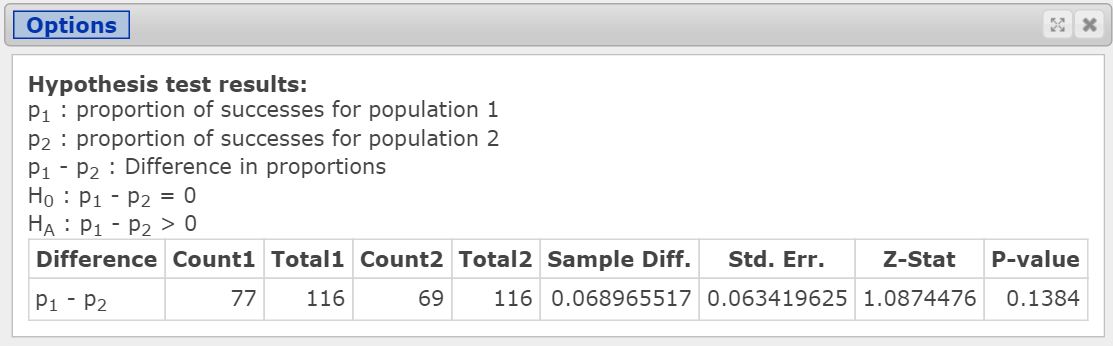 Options
Hypothesis test results:
p1 : proportion of successes for population 1
p2 : proportion of successes for population 2
p1 - p2 : Difference in proportions
H0 : p1 - p2 = 0
HA : p1 - p2 > 0
Difference Count1 Total1 Count2 Total2 Sample Diff. Std. Err. Z-Stat P-value
p1 - p2 77 116 69 116 0.068965517 0.063419625 1.0874476 0.1384